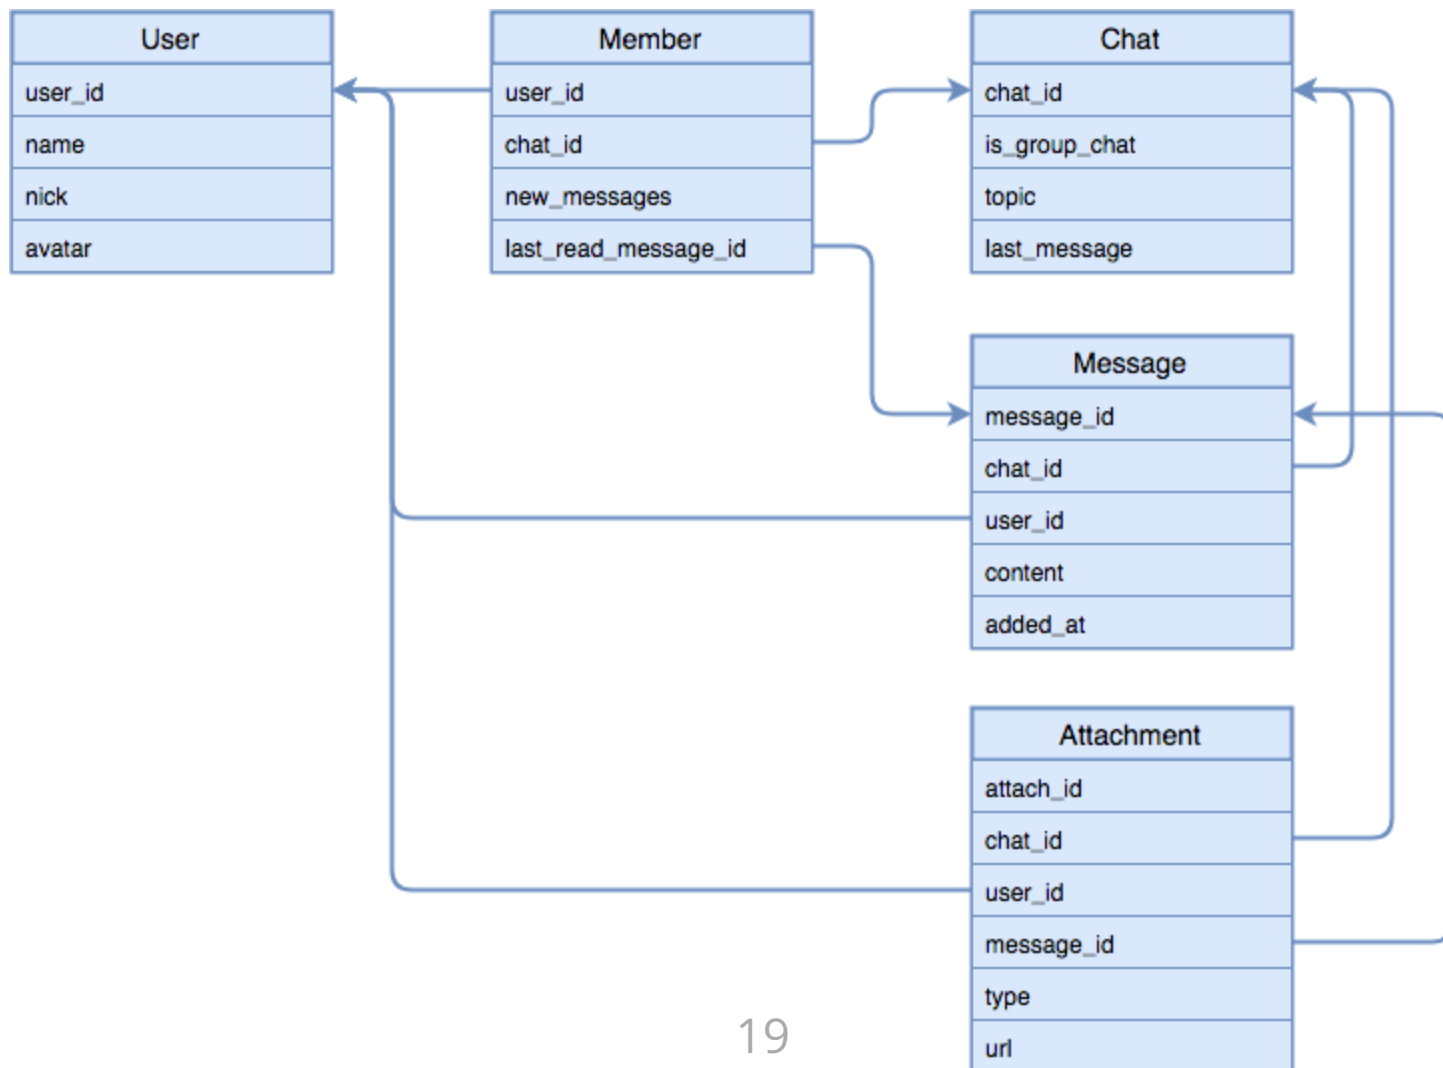 User
user_id
name
nick
avatar
Member
user_id
chat_id
new_messages
last_read_message_id
Chat
chat_id
is_group_chat
topic
last_message
Message
message_id
chat_id
user_id
content
added_at
Attachment
attach_id
chat_id
user_id
message_id
type
url
19